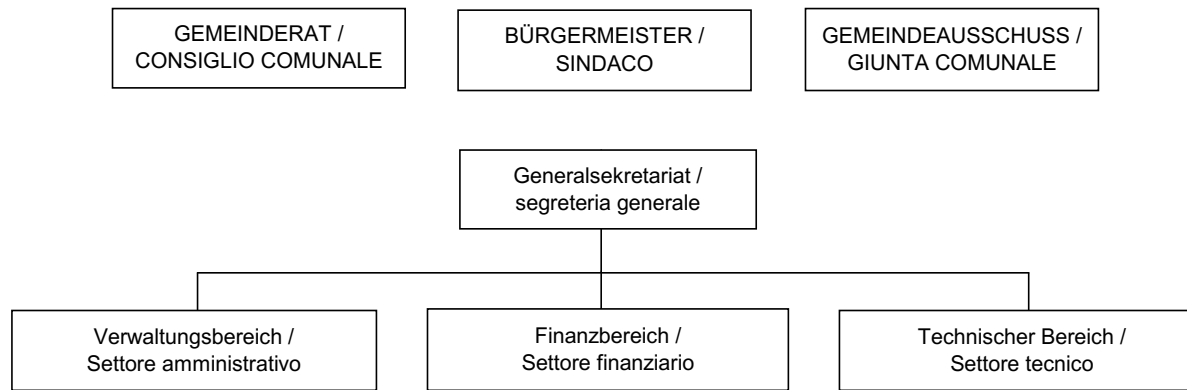 GEMEINDERAT /
CONSIGLIO COMUNALE
BÜRGERMEISTER /
SINDACO
GEMEINDEAUSSCHUSS /
GIUNTA COMUNALE
Generalsekretariat /
segreteria generale
Verwaltungsbereich /
Settore amministrativo
Finanzbereich /
Settore finanziario
Technischer Bereich /
Settore tecnico